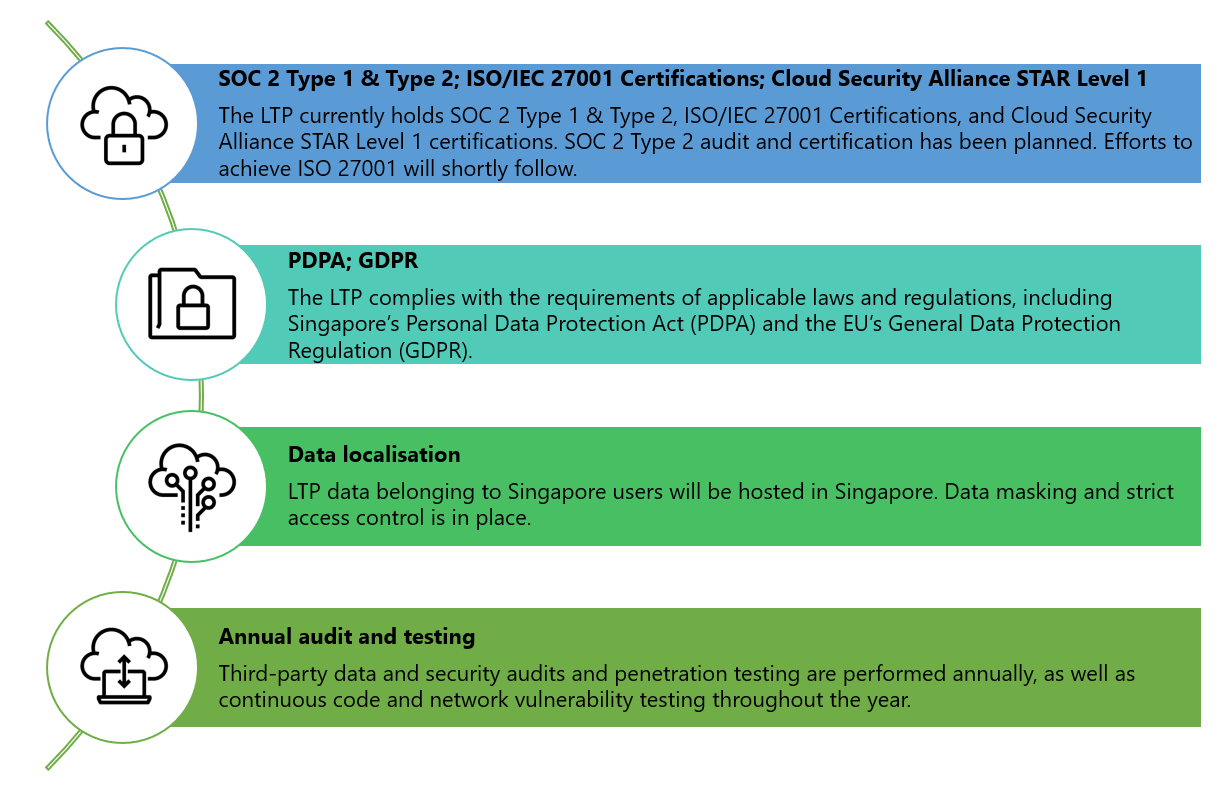 SOC 2 Type 1 & Type 2; ISO/IEC 27001 Certifications; Cloud Security Alliance STAR Level 1
The LTP currently holds SOC 2 Type 1 & Type 2, ISO/IEC 27001 Certifications, and Cloud Security
Alliance STAR Level 1 certifications. SOC 2 Type 2 audit and certification has been planned. Efforts to
achieve ISO 27001 will shortly follow.
PDPA; GDPR
The LTP complies with the requirements of applicable laws and regulations, including
Singapore’s Personal Data Protection Act (PDPA) and the EU’s General Data Protection
Regulation (GDPR).
Data localisation
LTP data belonging to Singapore users will be hosted in Singapore. Data masking and strict
access control is in place.
Annual audit and testing
Third-party data and security audits and penetration testing are performed annually, as well as
continuous code and network vulnerability testing throughout the year.